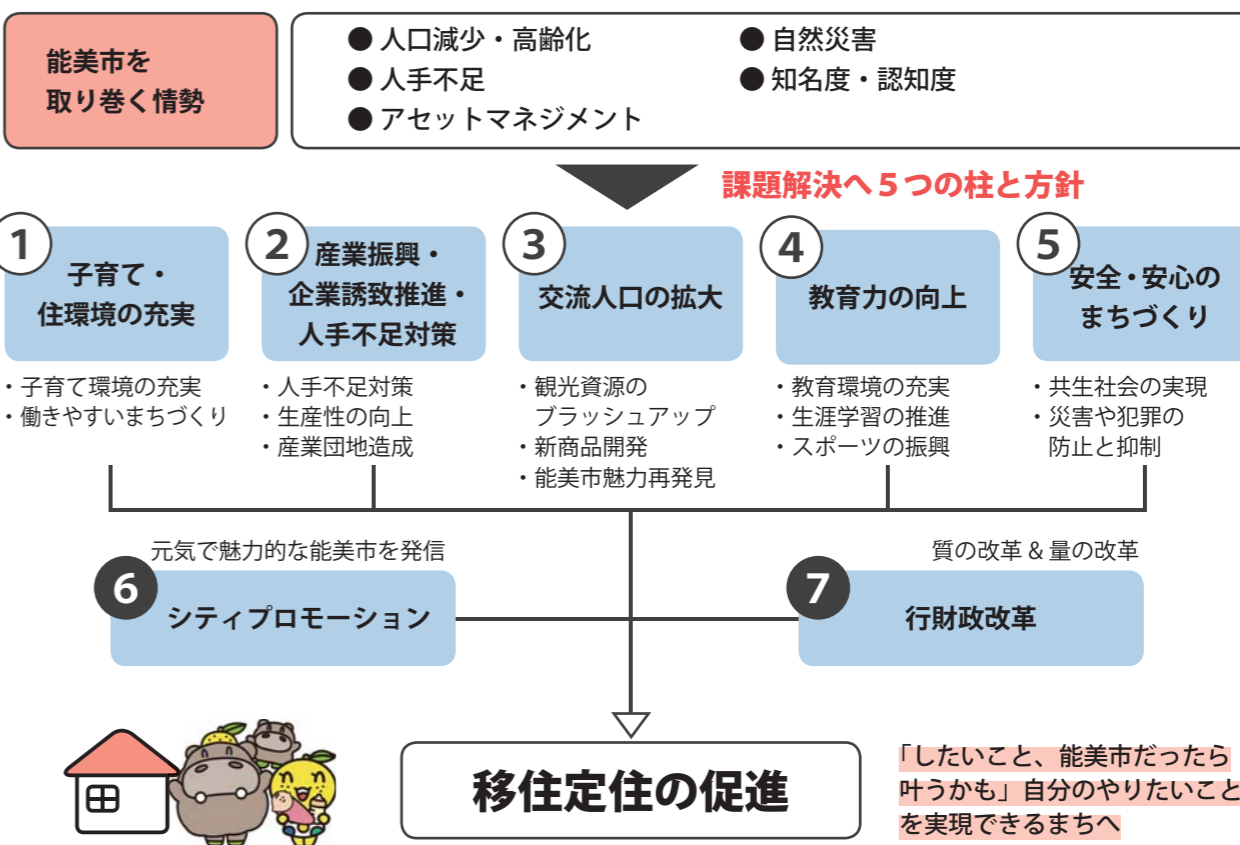 能美市を
取り巻く情勢
● 人口減少・高齢化
● 人手不足
● アセットマネジメント
● 自然災害
● 知名度・認知度
課題解決へ5つの柱と方針
1
子育て・
住環境の充実
・子育て環境の充実
・働きやすいまちづくり
2
産業振興・
企業誘致推進・
人手不足対策
・人手不足対策
・生産性の向上
・産業団地造成
3
交流人口の拡大
・観光資源の
ブラッシュアップ
・新商品開発
・能美市魅力再発見
4
教育力の向上
・教育環境の充実
・生涯学習の推進
・スポーツの振興
5
安全・安心の
まちづくり
・共生社会の実現
・災害や犯罪の
防止と抑制
元気で魅力的な能美市を発信
6
シティプロモーション
質の改革 & 量の改革
7
行財政改革
移住定住の促進
「したいこと、能美市だったら
叶うかも」自分のやりたいこと
を実現できるまちへ